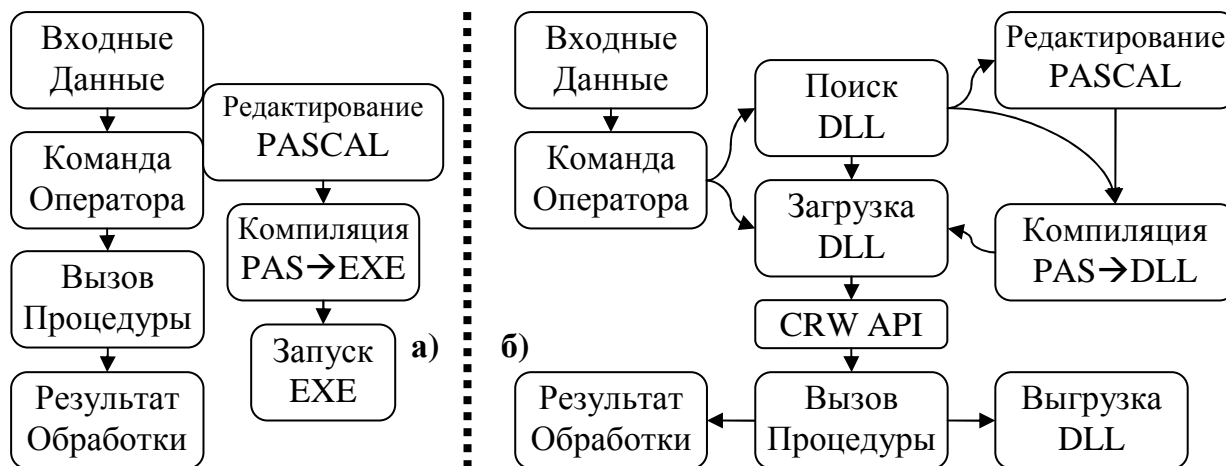 Входные
Данные
Команда
Оператора
Вызов
Процедуры
Результат
Обработки
Редактирование
PASCAL
Компиляция
PAS→EXE
Запуск
EXE
а)
Входные
Данные
Команда
Оператора
Поиск
DLL
Загрузка
DLL
Редактирование
PASCAL
Компиляция
PAS→DLL
CRW API
б)
Результат
Обработки
Вызов
Процедуры
Выгрузка
DLL